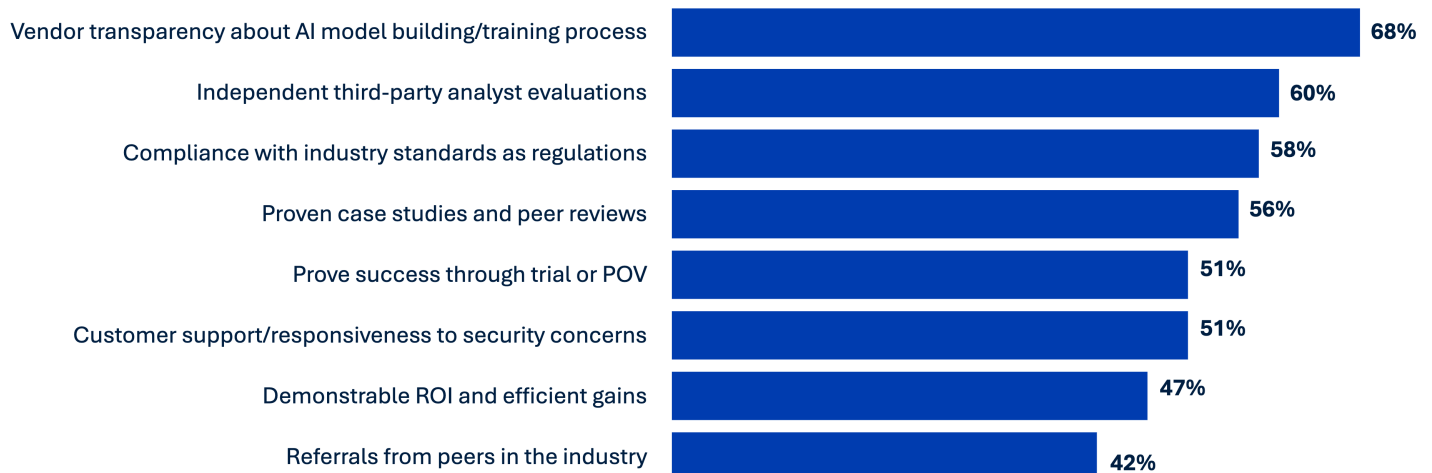 Vendor transparency about AI model building/training process 68%
Independent third-party analyst evaluations 60%
Compliance with industry standards as regulations 58%
Proven case studies and peer reviews 56%
Prove success through trial or POV 51%
Customer support/responsiveness to security concerns 51%
Demonstrable ROI and efficient gains 47%
Referrals from peers in the industry 42%